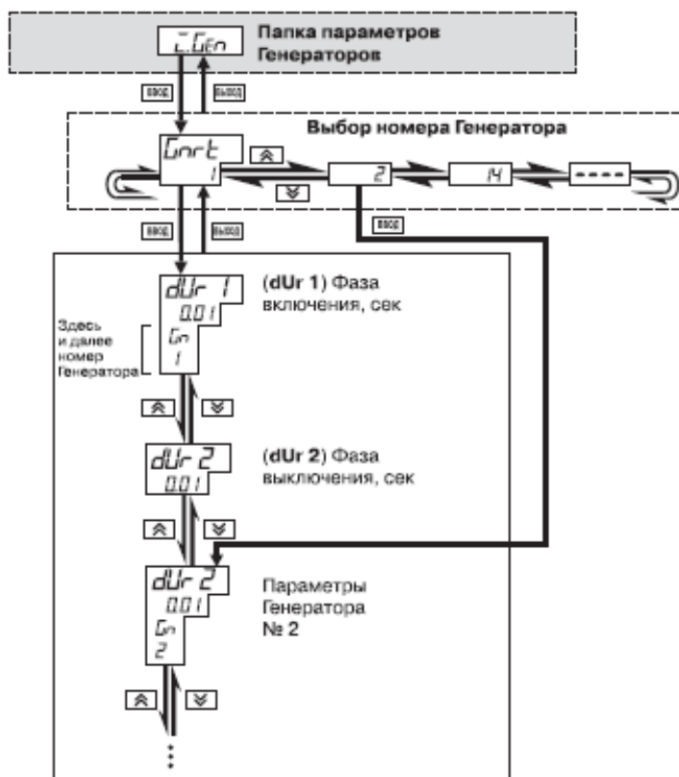 C.GEn
Папка параметров
Генераторов
ВВОД
ВЫХОД
Выбор номера Генератора
Gnrt
1
2
14
----
ВВОД
ВЫХОД
ВВОД
dUr 1
0.01
Gn
1
(dUr 1) Фаза
включения, сек
Здесь
и далее
номер
Генератора
dUr 2
0.01
(dUr 2) Фаза
выключения, сек
dUr 2
0.01
Gn
2
Параметры
Генератора
№ 2